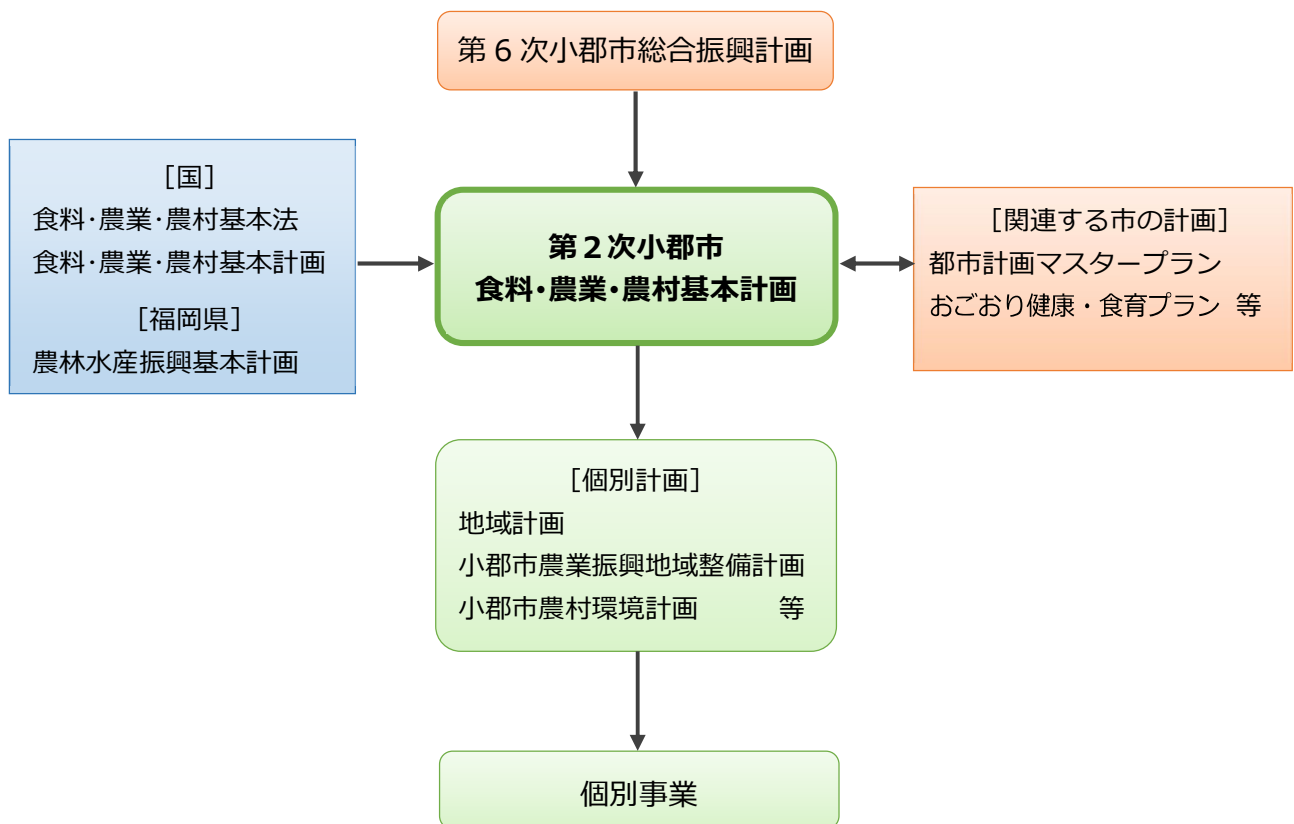 第6次小郡市総合振興計画
[国]
食料・農業・農村基本法
食料・農業・農村基本計画
[福岡県]
農林水産振興基本計画
第2次小郡市
食料・農業・農村基本計画
[関連する市の計画]
都市計画マスタープラン
おごおり健康・食育プラン 等
[個別計画]
地域計画
小郡市農業振興地域整備計画
小郡市農村環境計画 等
個別事業